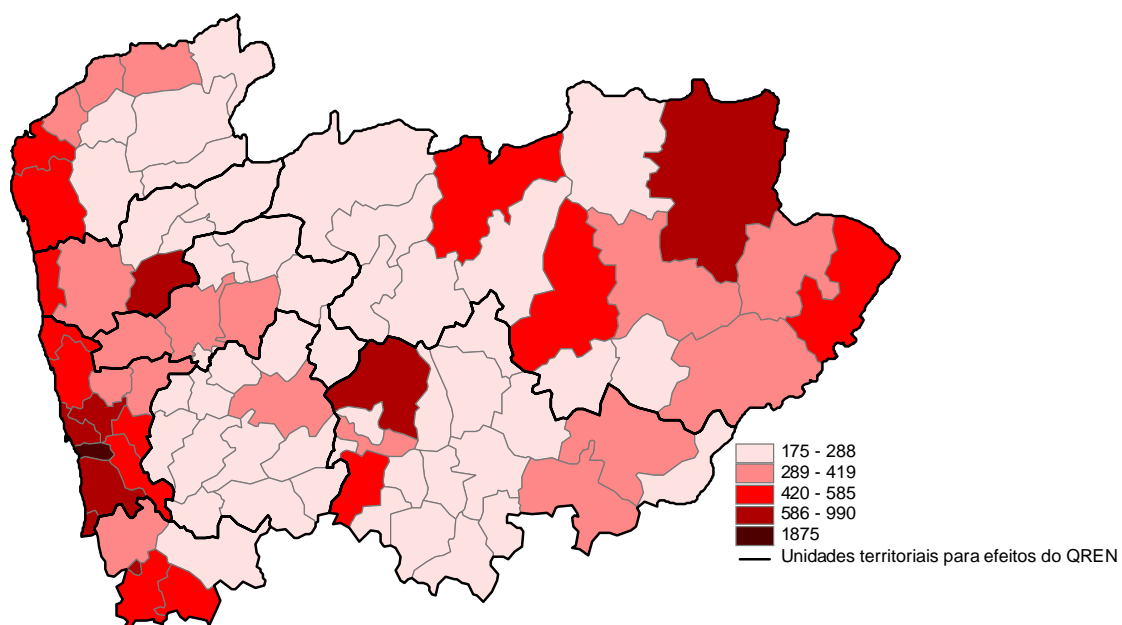 175 - 288
289 - 419
420 - 585
586 - 990
1875
Unidades territoriais para efeitos do QREN